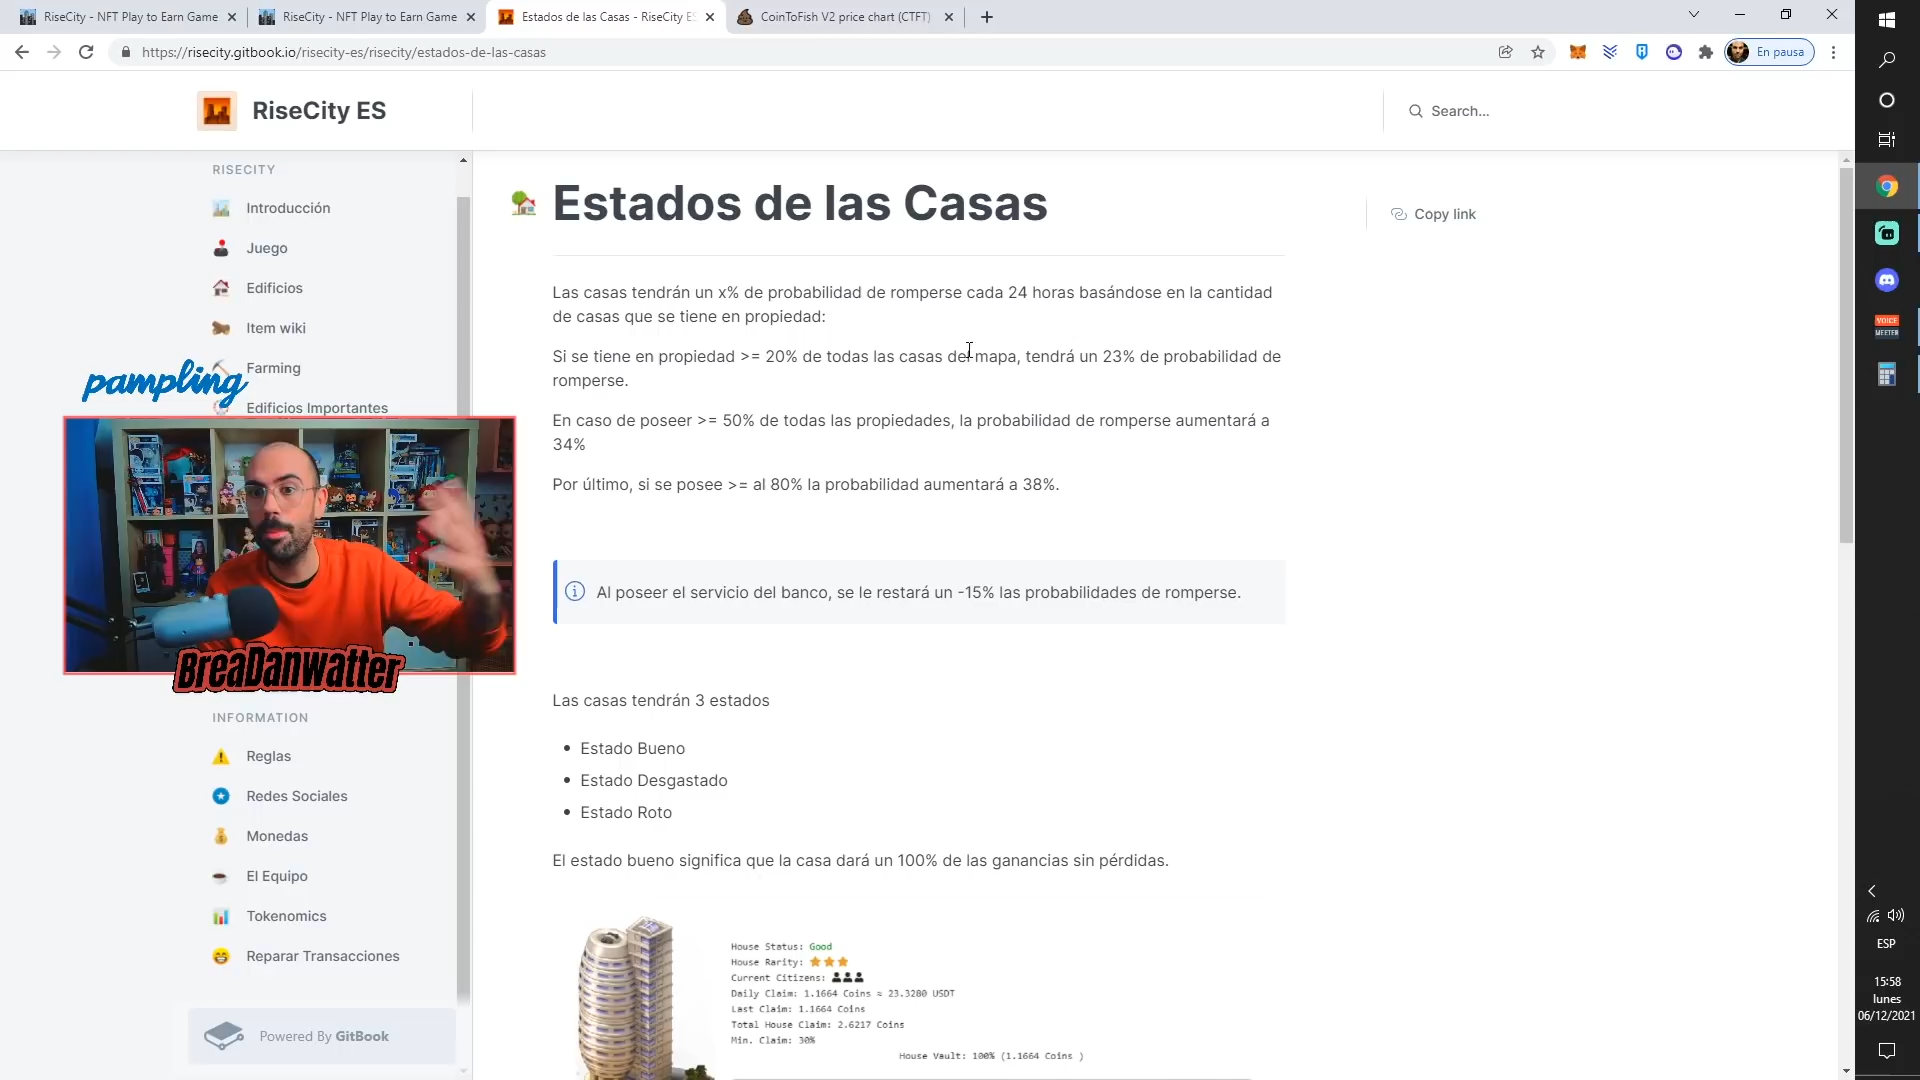 RiseCity - NFT Play to Earn Game
RiseCity - NFT Play to Earn Game
Estados de las Casas - RiseCity ES
CoinToFish V2 price chart (CTFT)
https://risecity.gitbook.io/risecity-es/risecity/estados-de-las-casas
En pausa
RiseCity ES
Search...
RISECITY
Introducción
Juego
Edificios
Item wiki
Farming
Edificios Importantes
pampling
BreaDanwatter
INFORMATION
Reglas
Redes Sociales
Monedas
El Equipo
Tokenomics
Reparar Transacciones
Powered By GitBook
Estados de las Casas
Copy link
Las casas tendrán un x% de probabilidad de romperse cada 24 horas basándose en la cantidad
de casas que se tiene en propiedad:
Si se tiene en propiedad >= 20% de todas las casas del mapa, tendrá un 23% de probabilidad de
romperse.
En caso de poseer >= 50% de todas las propiedades, la probabilidad de romperse aumentará a
34%
Por último, si se posee >= al 80% la probabilidad aumentará a 38%.
Al poseer el servicio del banco, se le restará un -15% las probabilidades de romperse.
Las casas tendrán 3 estados
• Estado Bueno
• Estado Desgastado
• Estado Roto
El estado bueno significa que la casa dará un 100% de las ganancias sin pérdidas.
House Status: Good
House Rarity:
Current Citizens:
Daily Claim: 1.1664 Coins ≈ 23.3280 USDT
Last Claim: 1.1664 Coins
Total House Claim: 2.6217 Coins
Min. Claim: 30%
House Vault: 100% (1.1664 Coins )
VOICE
MEETER
ESP
15:58
lunes
06/12/2021